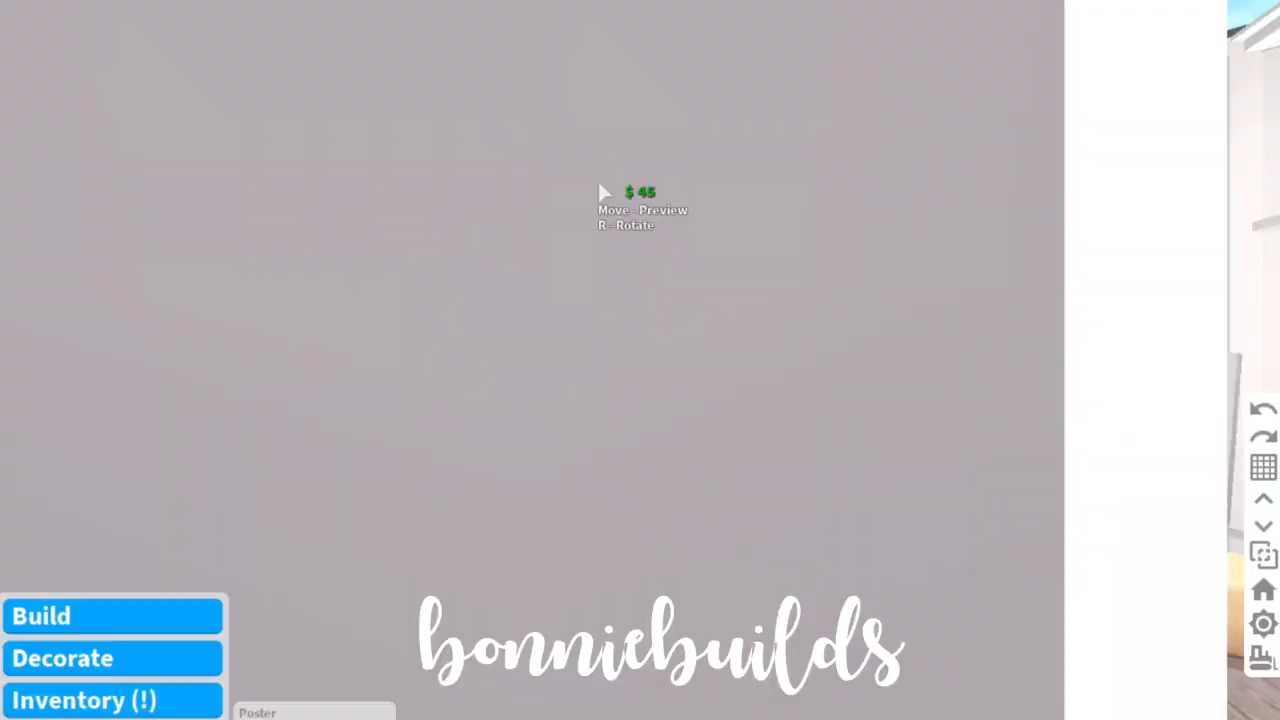 $ 45
Move - Preview
R - Rotate
Build
Decorate
Inventory (!)
bonniebuilds
Poster